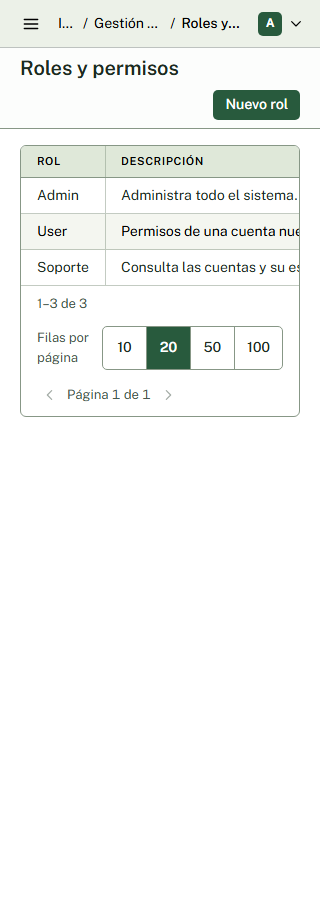 I... / Gestión ... / Roles y... A
Roles y permisos
Nuevo rol
ROL DESCRIPCIÓN
Admin Administra todo el sistema.
User Permisos de una cuenta nue
Soporte Consulta las cuentas y su es
1–3 de 3
Filas por
página
10 20 50 100
Página 1 de 1